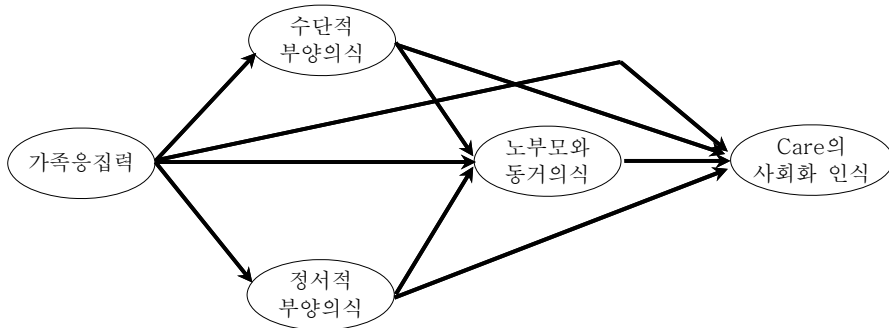 수단적
부양의식
가족응집력
노부모와
동거의식
Care의
사회화 인식
정서적
부양의식